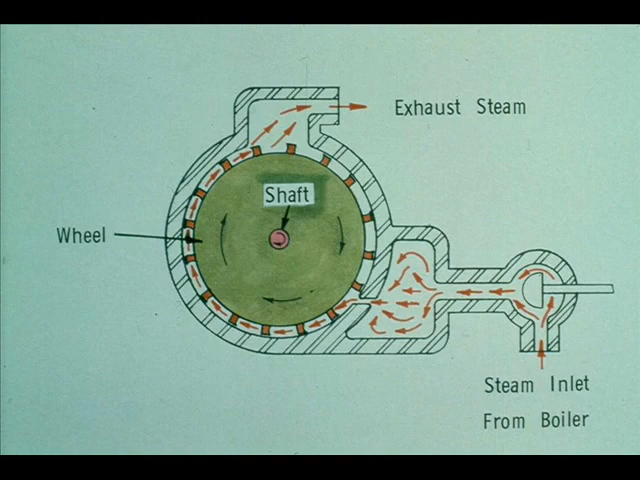 Exhaust Steam
Shaft
Wheel
Steam Inlet
From Boiler